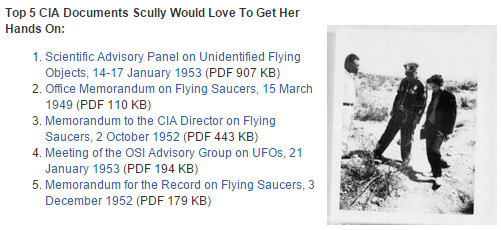 Top 5 CIA Documents Scully Would Love To Get Her
Hands On:
1. Scientific Advisory Panel on Unidentified Flying
Objects, 14-17 January 1953 (PDF 907 KB)
2. Office Memorandum on Flying Saucers, 15 March
1949 (PDF 110 KB)
3. Memorandum to the CIA Director on Flying
Saucers, 2 October 1952 (PDF 443 KB)
4. Meeting of the OSI Advisory Group on UFOs, 21
January 1953 (PDF 194 KB)
5. Memorandum for the Record on Flying Saucers, 3
December 1952 (PDF 179 KB)